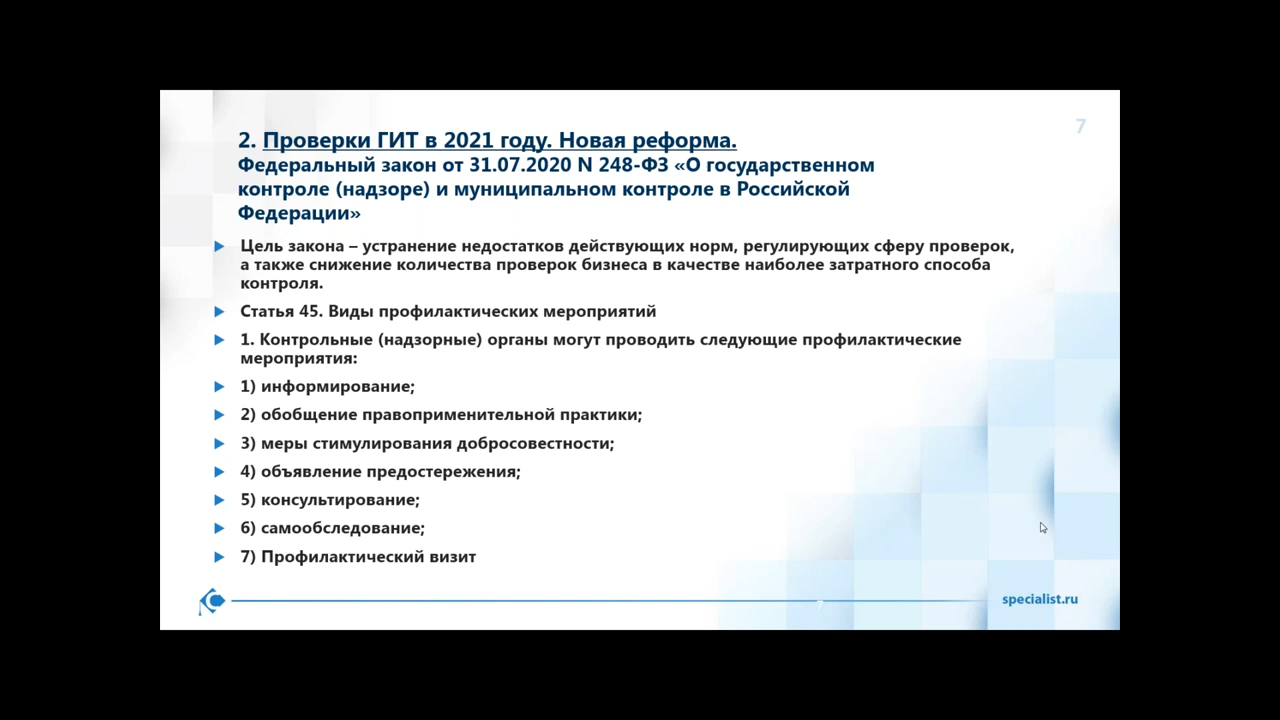 7
2. Проверки ГИТ в 2021 году. Новая реформа.
Федеральный закон от 31.07.2020 N 248-ФЗ «О государственном
контроле (надзоре) и муниципальном контроле в Российской
Федерации»
Цель закона – устранение недостатков действующих норм, регулирующих сферу проверок,
а также снижение количества проверок бизнеса в качестве наиболее затратного способа
контроля.
Статья 45. Виды профилактических мероприятий
1. Контрольные (надзорные) органы могут проводить следующие профилактические
мероприятия:
1) информирование;
2) обобщение правоприменительной практики;
3) меры стимулирования добросовестности;
4) объявление предостережения;
5) консультирование;
6) самообследование;
7) Профилактический визит
7
specialist.ru